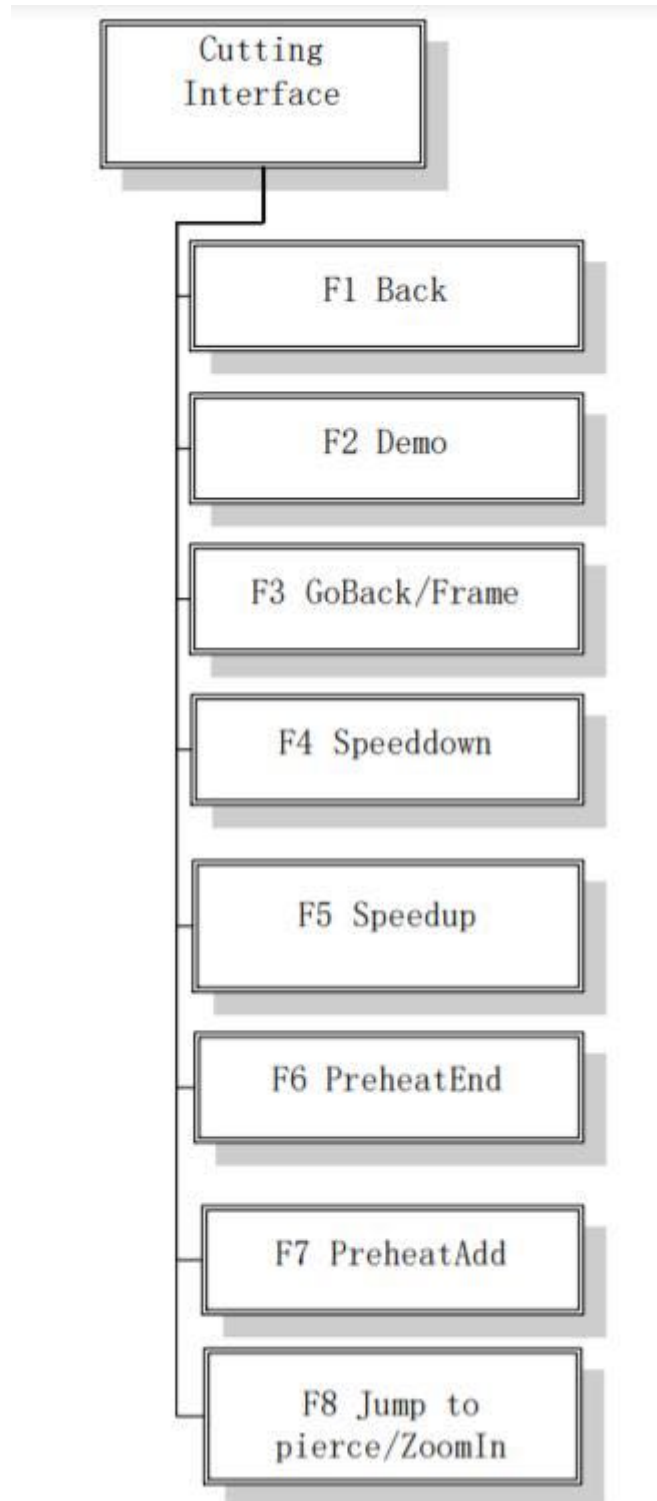 Cutting
Interface
F1 Back
F2 Demo
F3 GoBack/Frame
F4 Speeddown
F5 Speedup
F6 PreheatEnd
F7 PreheatAdd
F8 Jump to
pierce/ZoomIn